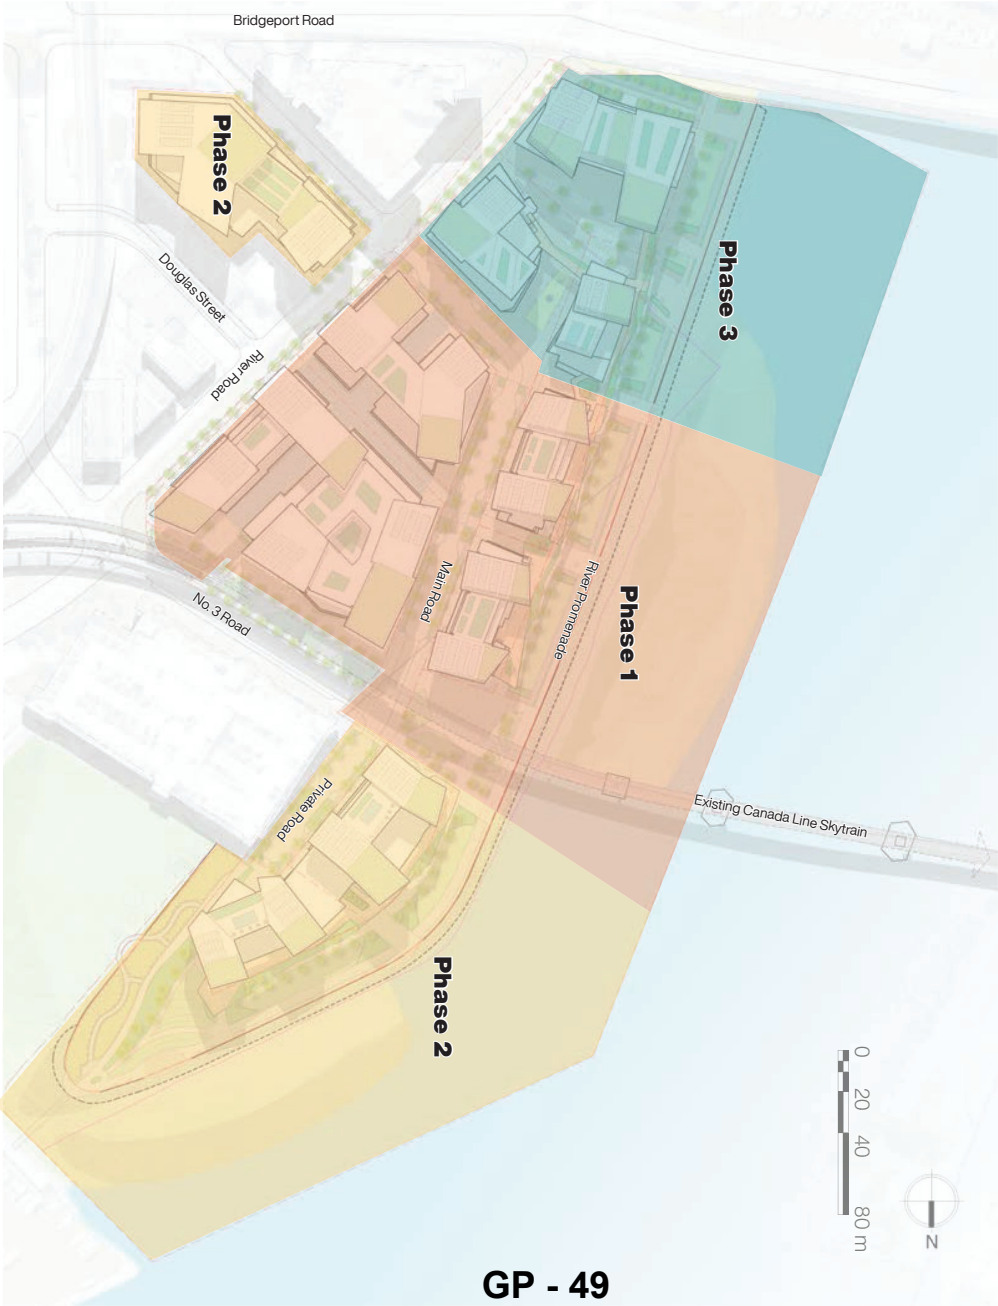 Bridgeport Road
Phase 2
Douglas Street
River Road
Phase 3
Phase 1
River Promenade
Main Road
No. 3 Road
Existing Canada Line Skytrain
Private Road
Phase 2
0 20 40 80 m
N
GP - 49